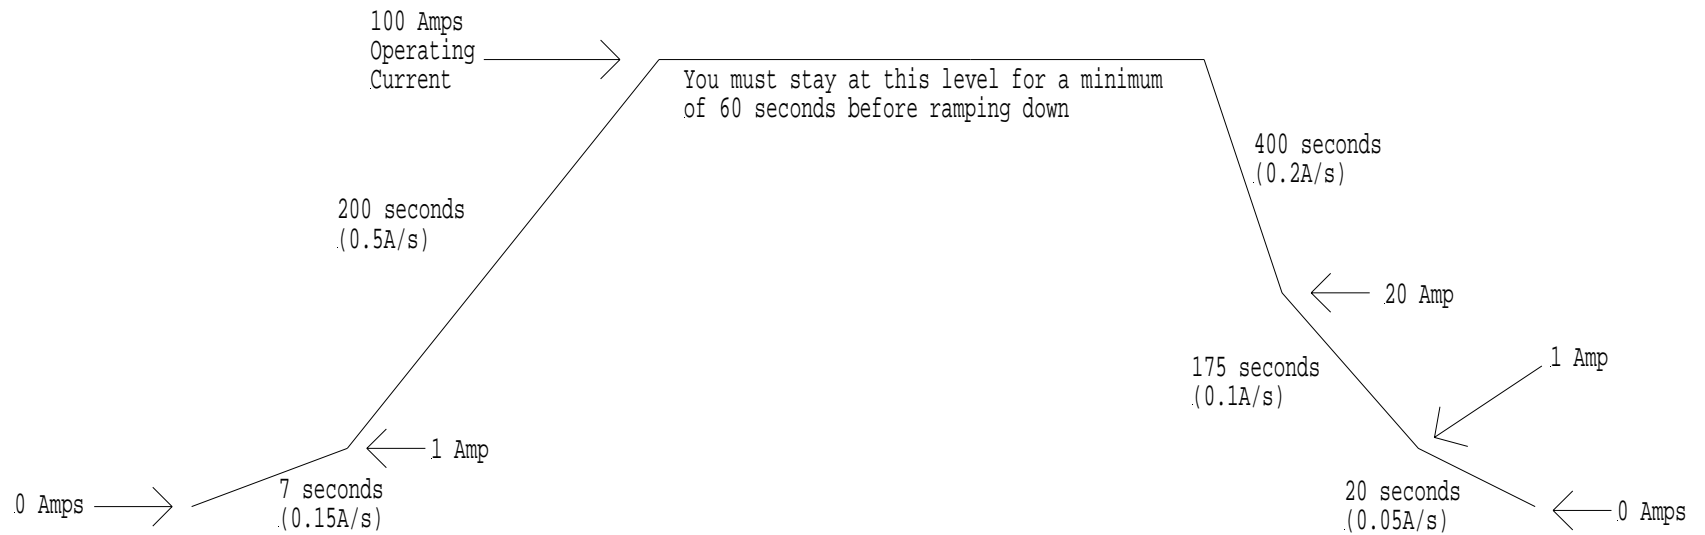 100 Amps
Operating
Current
You must stay at this level for a minimum
of 60 seconds before ramping down
400 seconds
(0.2A/s)
200 seconds
(0.5A/s)
20 Amp
175 seconds
(0.1A/s)
1 Amp
1 Amp
0 Amps
7 seconds
(0.15A/s)
20 seconds
(0.05A/s)
0 Amps